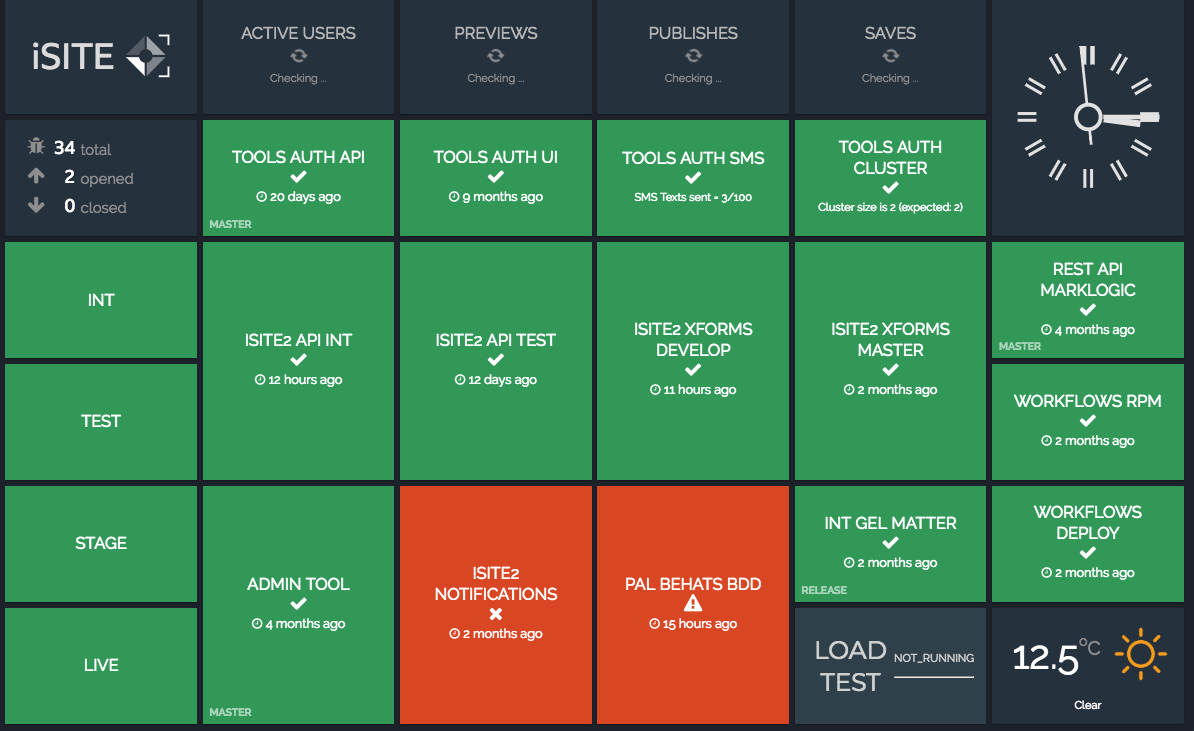 iSITE
ACTIVE USERS
Checking ...
PREVIEWS
Checking ...
PUBLISHES
Checking ...
SAVES
Checking ...
34 total
2 opened
0 closed
TOOLS AUTH API
20 days ago
MASTER
TOOLS AUTH UI
9 months ago
TOOLS AUTH SMS
SMS Texts sent = 3/100
TOOLS AUTH
CLUSTER
Cluster size is 2 (expected: 2)
INT
ISITE2 API INT
12 hours ago
ISITE2 API TEST
12 days ago
ISITE2 XFORMS
DEVELOP
11 hours ago
ISITE2 XFORMS
MASTER
2 months ago
REST API
MARKLOGIC
4 months ago
MASTER
TEST
WORKFLOWS RPM
2 months ago
STAGE
ADMIN TOOL
4 months ago
MASTER
ISITE2
NOTIFICATIONS
2 months ago
PAL BEHATS BDD
15 hours ago
INT GEL MATTER
2 months ago
RELEASE
WORKFLOWS
DEPLOY
2 months ago
LIVE
LOAD
TEST
NOT_RUNNING
12.5°C
Clear